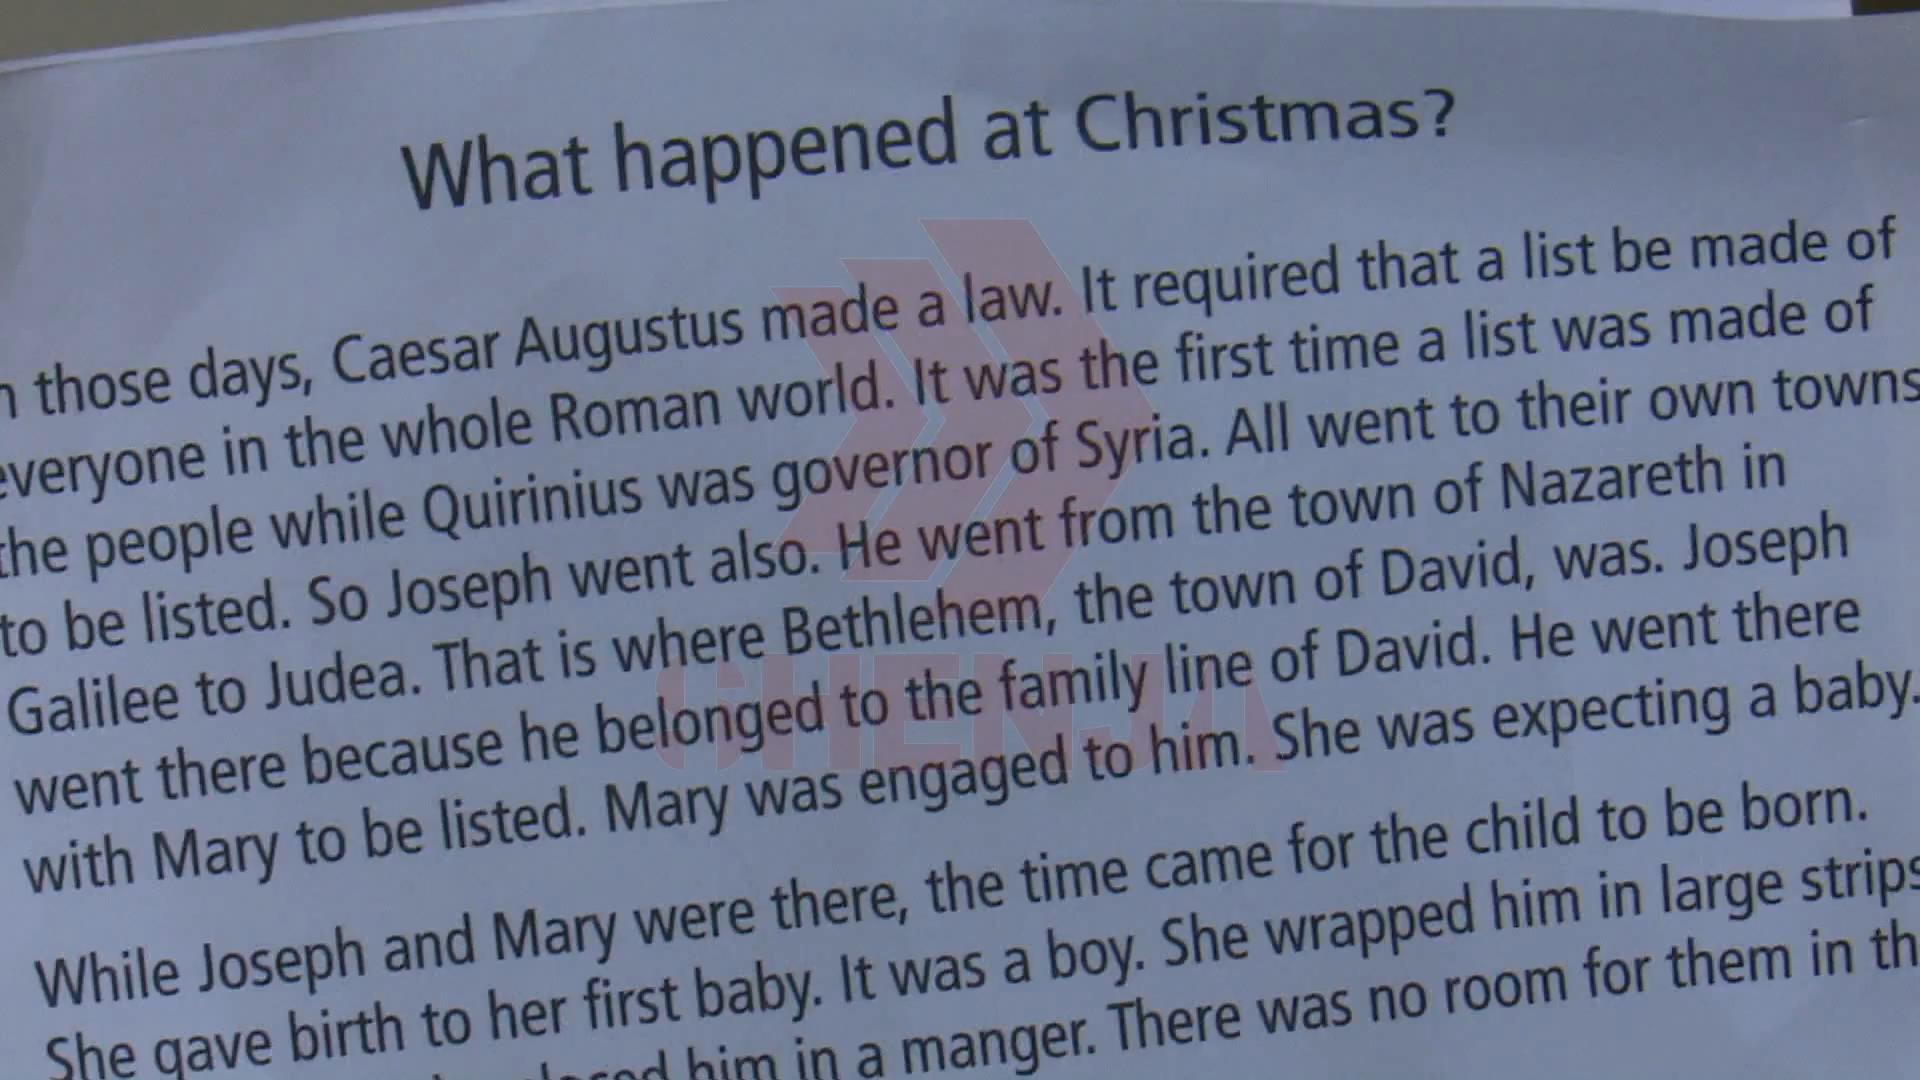 What happened at Christmas?
n those days, Caesar Augustus made a law. It required that a list be made of
everyone in the whole Roman world. It was the first time a list was made of
the people while Quirinius was governor of Syria. All went to their own towns
to be listed. So Joseph went also. He went from the town of Nazareth in
Galilee to Judea. That is where Bethlehem, the town of David, was. Joseph
went there because he belonged to the family line of David. He went there
with Mary to be listed. Mary was engaged to him. She was expecting a baby.
While Joseph and Mary were there, the time came for the child to be born.
She gave birth to her first baby. It was a boy. She wrapped him in large strips
him in a manger. There was no room for them in th
SHENJA